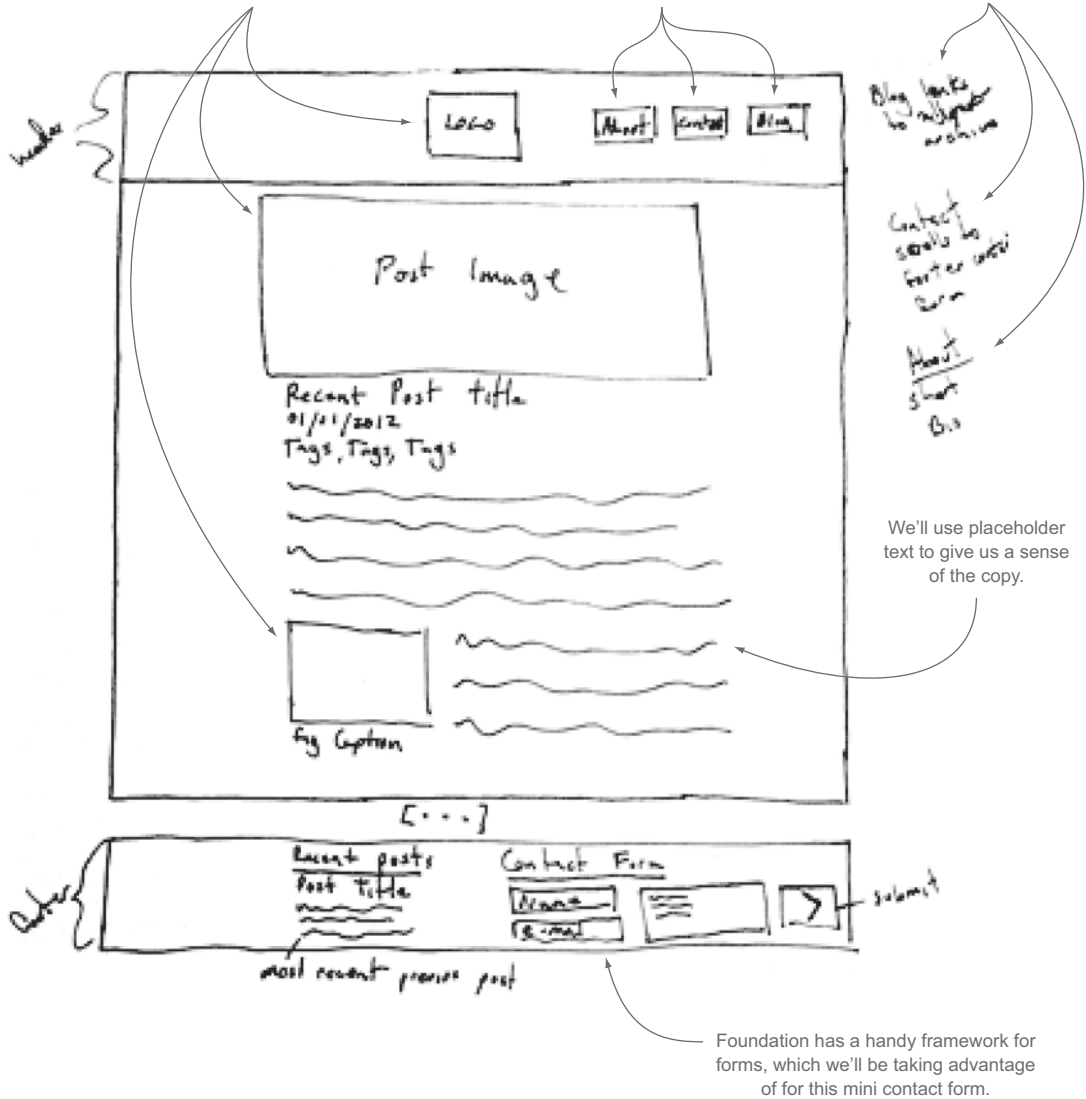 header
LOGO
About
Contact
Blog
Blog links
to
Contact
scrolls to
footer
form
About
short
Bio
Post Image
Recent Post title
01/01/2012
Tags, Tags, Tags
We'll use placeholder
text to give us a sense
of the copy.
Caption
[...]
footer
Recent posts
Post Title
most recent previous post
Contact Form
Name
e-mail
>
submit
Foundation has a handy framework for
forms, which we'll be taking advantage
of for this mini contact form.